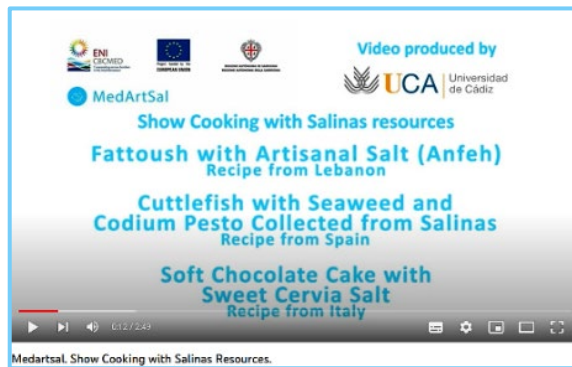 ENI
CBCMED
Video produced by
EUROPEAN UNION
UCA
Universidad
de Cádiz
MedArtSal
Show Cooking with Salinas resources
Fattoush with Artisanal Salt (Anfeh)
Recipe from Lebanon
Cuttlefish with Seaweed and
Codium Pesto Collected from Salinas
Recipe from Spain
Soft Chocolate Cake with
Sweet Cervia Salt
Recipe from Italy
0:12 / 2:49
Medartsal. Show Cooking with Salinas Resources.